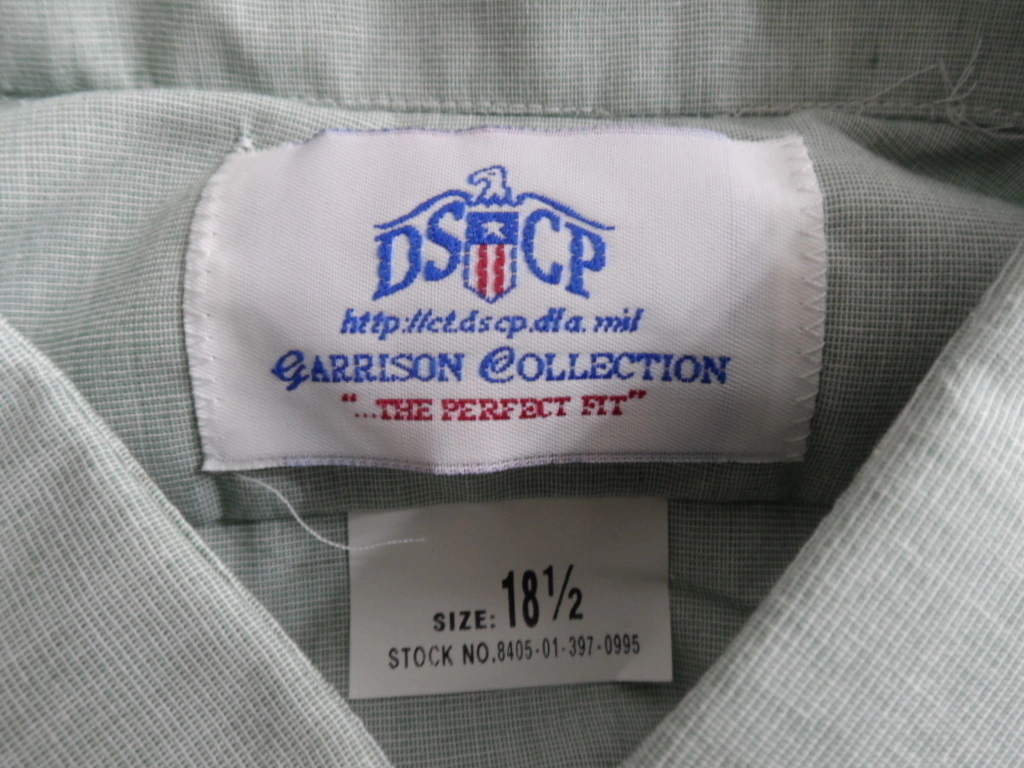 DSCP
http://ct.dscp.dla.mil
GARRISON COLLECTION
"...THE PERFECT FIT"
SIZE: 18½
STOCK NO.8405-01-397-0995